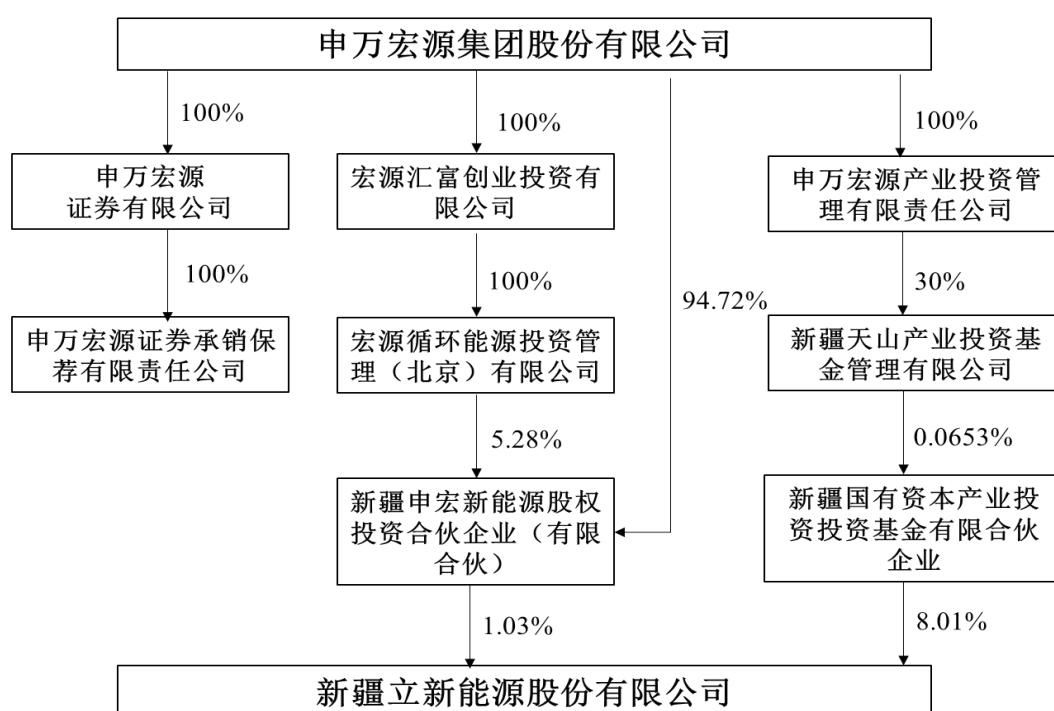 申万宏源集团股份有限公司
100%
100%
100%
申万宏源
证券有限公司
宏源汇富创业投资有
限公司
申万宏源产业投资管
理有限责任公司
100%
100%
94.72%
30%
申万宏源证券承销保
荐有限责任公司
宏源循环能源投资管
理（北京）有限公司
新疆天山产业投资基
金管理有限公司
5.28%
0.0653%
新疆申宏新能源股权
投资合伙企业（有限
合伙）
新疆国有资本产业投
资投资基金有限合伙
企业
1.03%
8.01%
新疆立新能源股份有限公司